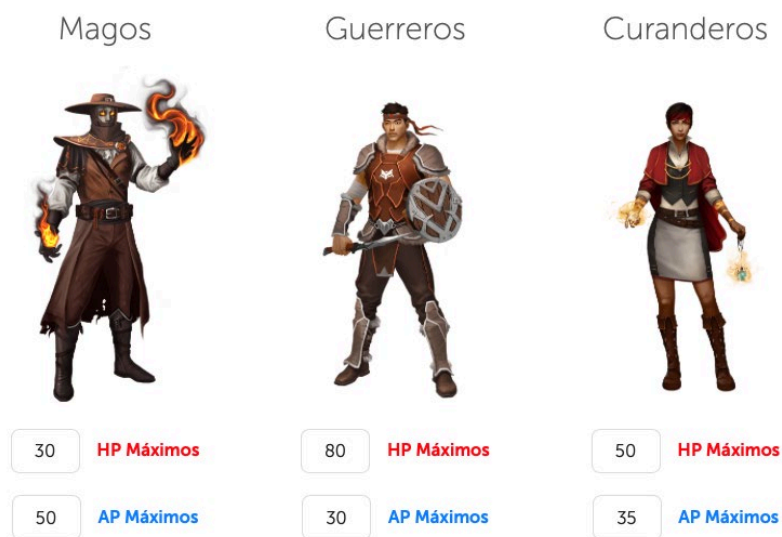 Magos Guerreros Curanderos
30 HP Máximos 80 HP Máximos 50 HP Máximos
50 AP Máximos 30 AP Máximos 35 AP Máximos